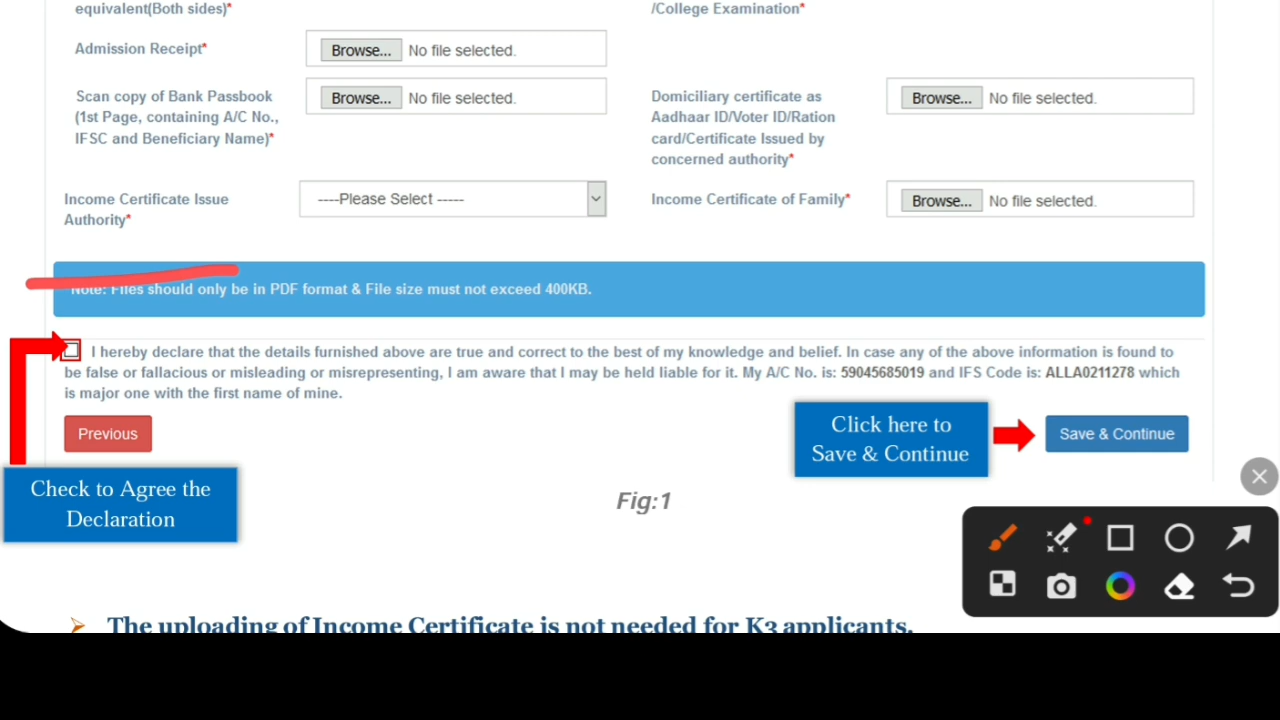 equivalent(Both sides)*
/College Examination*
Admission Receipt*
Browse... No file selected.
Scan copy of Bank Passbook
(1st Page, containing A/C No.,
IFSC and Beneficiary Name)*
Browse... No file selected.
Domiciliary certificate as
Aadhaar ID/Voter ID/Ration
card/Certificate Issued by
concerned authority*
Browse... No file selected.
Income Certificate Issue
Authority*
----Please Select -----
Income Certificate of Family*
Browse... No file selected.
Note: Files should only be in PDF format & File size must not exceed 400KB.
I hereby declare that the details furnished above are true and correct to the best of my knowledge and belief. In case any of the above information is found to
be false or fallacious or misleading or misrepresenting, I am aware that I may be held liable for it. My A/C No. is: 59045685019 and IFS Code is: ALLA0211278 which
is major one with the first name of mine.
Previous
Click here to
Save & Continue
Save & Continue
Check to Agree the
Declaration
Fig:1
The uploading of Income Certificate is not needed for K3 applicants.